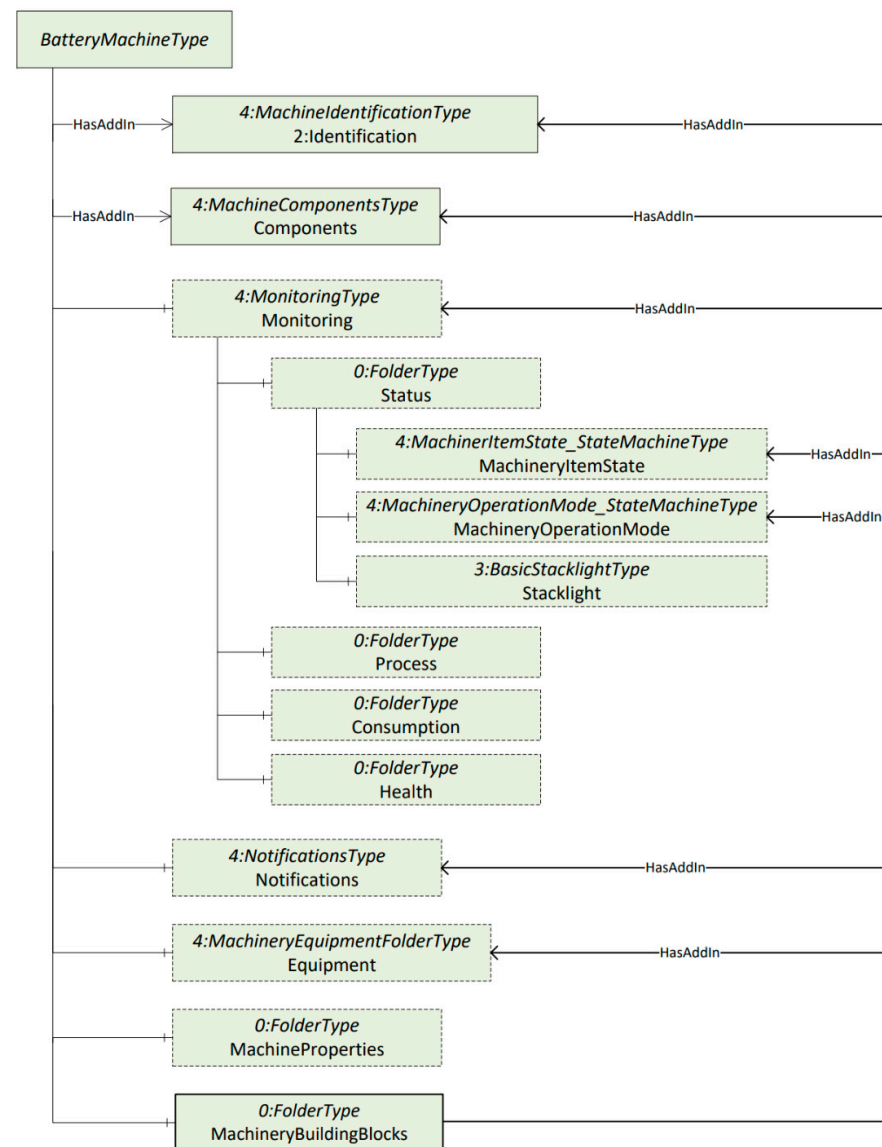 BatteryMachineType
4:MachineIdentificationType
HasAddIn
HasAddIn
2:Identification
4:MachineComponentsType
HasAddIn
HasAddIn
Components
4:MonitoringType
HasAddIn
Monitoring
0:FolderType
Status
4:MachinerItemState_StateMachineType
HasAddIn
MachineryItemState
4:MachineryOperationMode_StateMachineType
HasAddIn
MachineryOperationMode
3:BasicStacklightType
Stacklight
0:FolderType
Process
0:FolderType
Consumption
0:FolderType
Health
4:NotificationsType
HasAddIn
Notifications
4:MachineryEquipmentFolderType
HasAddIn
Equipment
0:FolderType
MachineProperties
0:FolderType
MachineryBuildingBlocks